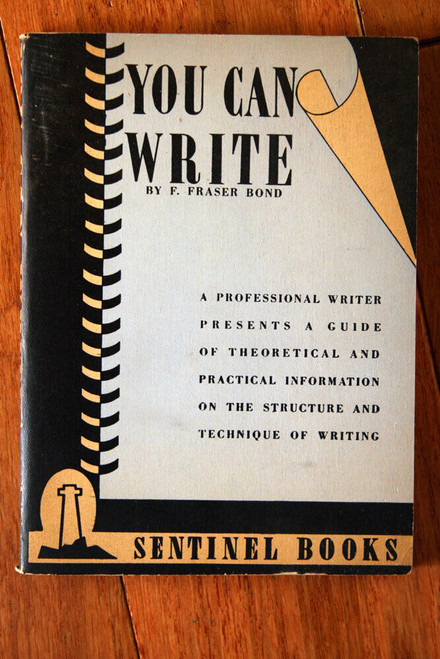 YOU CAN
WRITE
BY F. FRASER BOND
A PROFESSIONAL WRITER
PRESENTS A GUIDE
OF THEORETICAL AND
PRACTICAL INFORMATION
ON THE STRUCTURE AND
TECHNIQUE OF WRITING
SENTINEL BOOKS